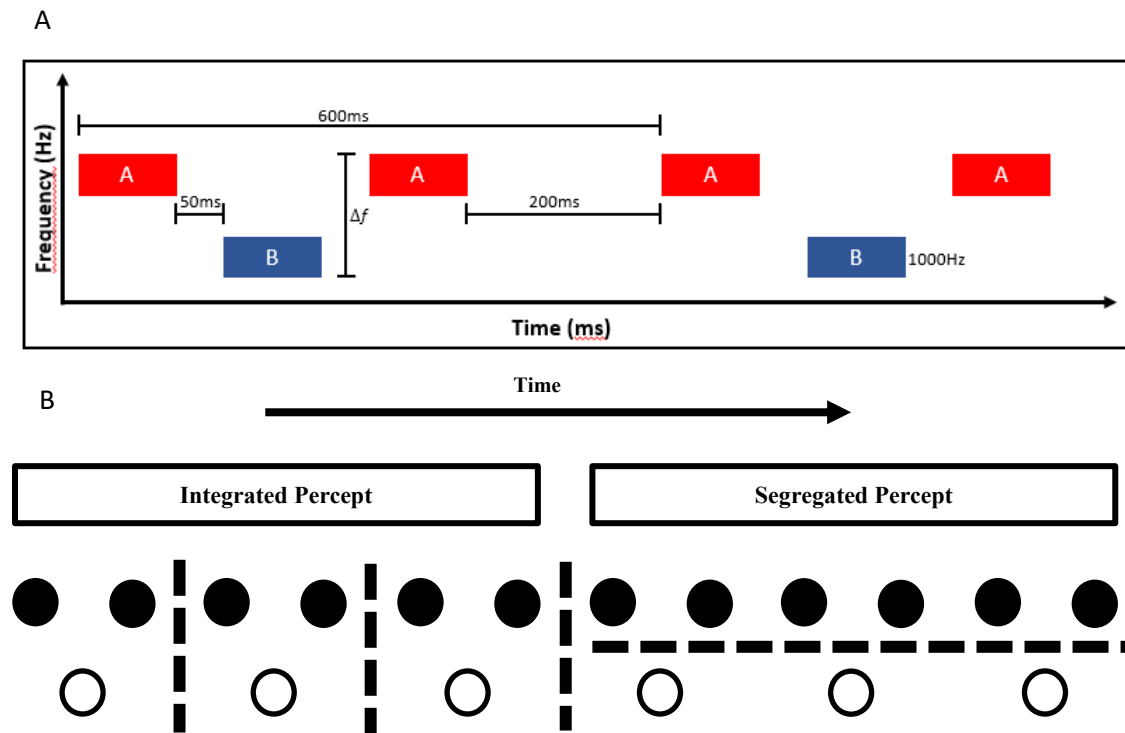 A
Frequency (Hz)
600ms
A
A
A
A
50ms
Δf
200ms
B
B
1000Hz
Time (ms)
B
Time
Integrated Percept
Segregated Percept